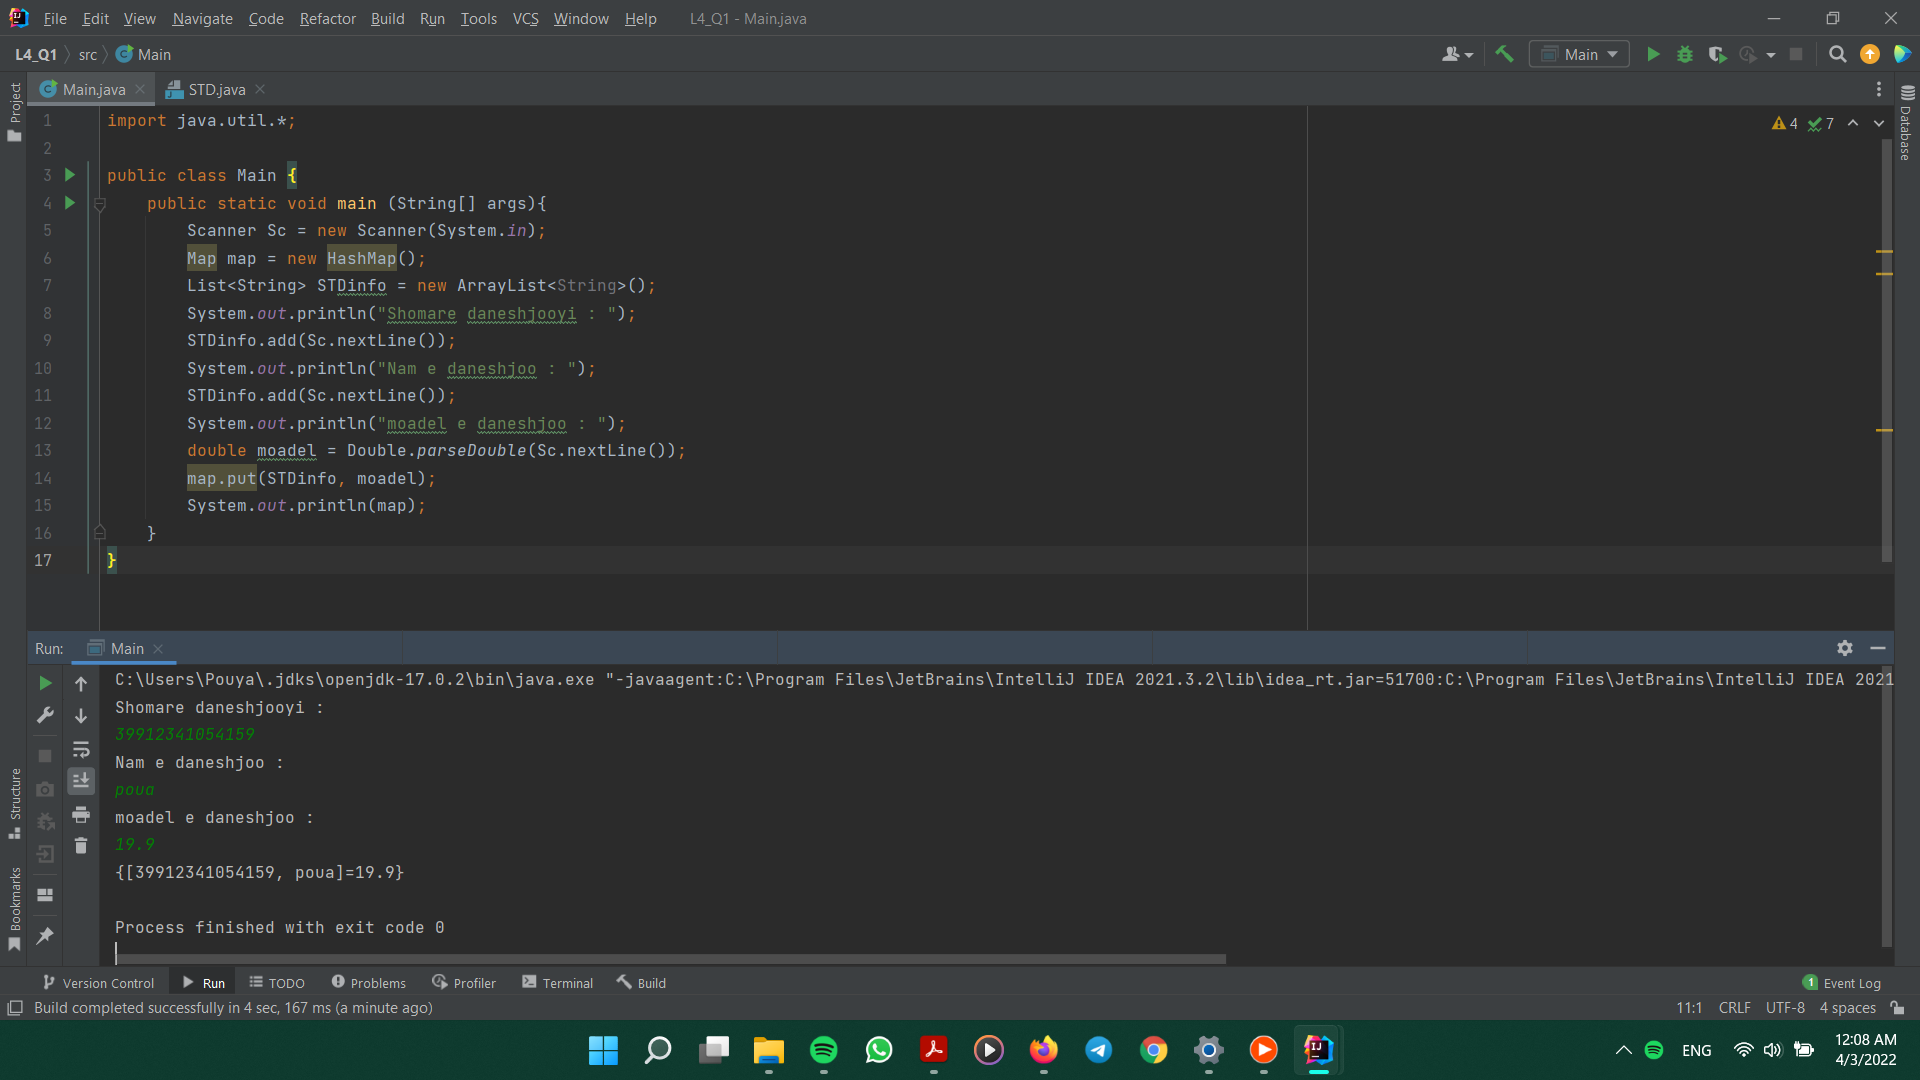 File Edit View Navigate Code Refactor Build Run Tools VCS Window Help L4_Q1 - Main.java
L4_Q1 src Main
Main
Main.java STD.java
Project
Database
4 7
1 import java.util.*;
2
3 public class Main {
4 public static void main (String[] args){
5 Scanner Sc = new Scanner(System.in);
6 Map map = new HashMap();
7 List<String> STDinfo = new ArrayList<String>();
8 System.out.println("Shomare daneshjooyi : ");
9 STDinfo.add(Sc.nextLine());
10 System.out.println("Nam e daneshjoo : ");
11 STDinfo.add(Sc.nextLine());
12 System.out.println("moadel e daneshjoo : ");
13 double moadel = Double.parseDouble(Sc.nextLine());
14 map.put(STDinfo, moadel);
15 System.out.println(map);
16 }
17 }
Run: Main
C:\Users\Pouya\.jdks\openjdk-17.0.2\bin\java.exe "-javaagent:C:\Program Files\JetBrains\IntelliJ IDEA 2021.3.2\lib\idea_rt.jar=51700:C:\Program Files\JetBrains\IntelliJ IDEA 2021
Shomare daneshjooyi :
39912341054159
Nam e daneshjoo :
poua
moadel e daneshjoo :
19.9
{[39912341054159, poua]=19.9}
Process finished with exit code 0
Structure
Bookmarks
Version Control Run TODO Problems Profiler Terminal Build 1 Event Log
Build completed successfully in 4 sec, 167 ms (a minute ago) 11:1 CRLF UTF-8 4 spaces
ENG
12:08 AM
4/3/2022